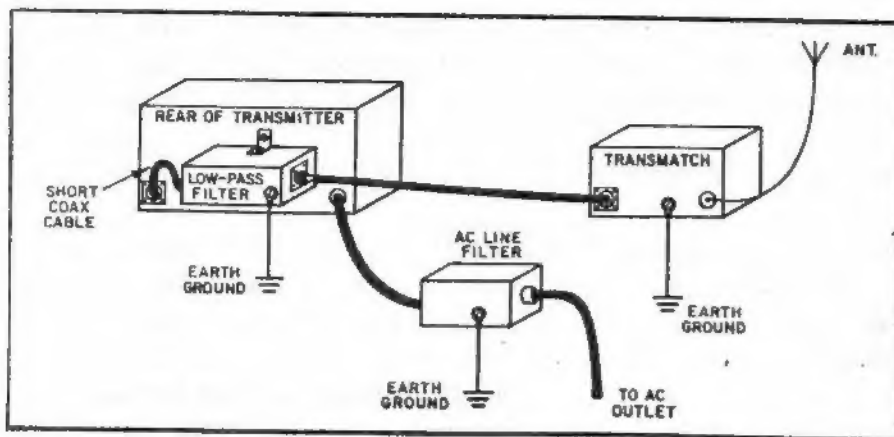 ANT.
REAR OF TRANSMITTER
TRANSMATCH
LOW-PASS
FILTER
SHORT
COAX
CABLE
AC LINE
FILTER
EARTH
GROUND
EARTH
GROUND
EARTH
GROUND
TO AC
OUTLET